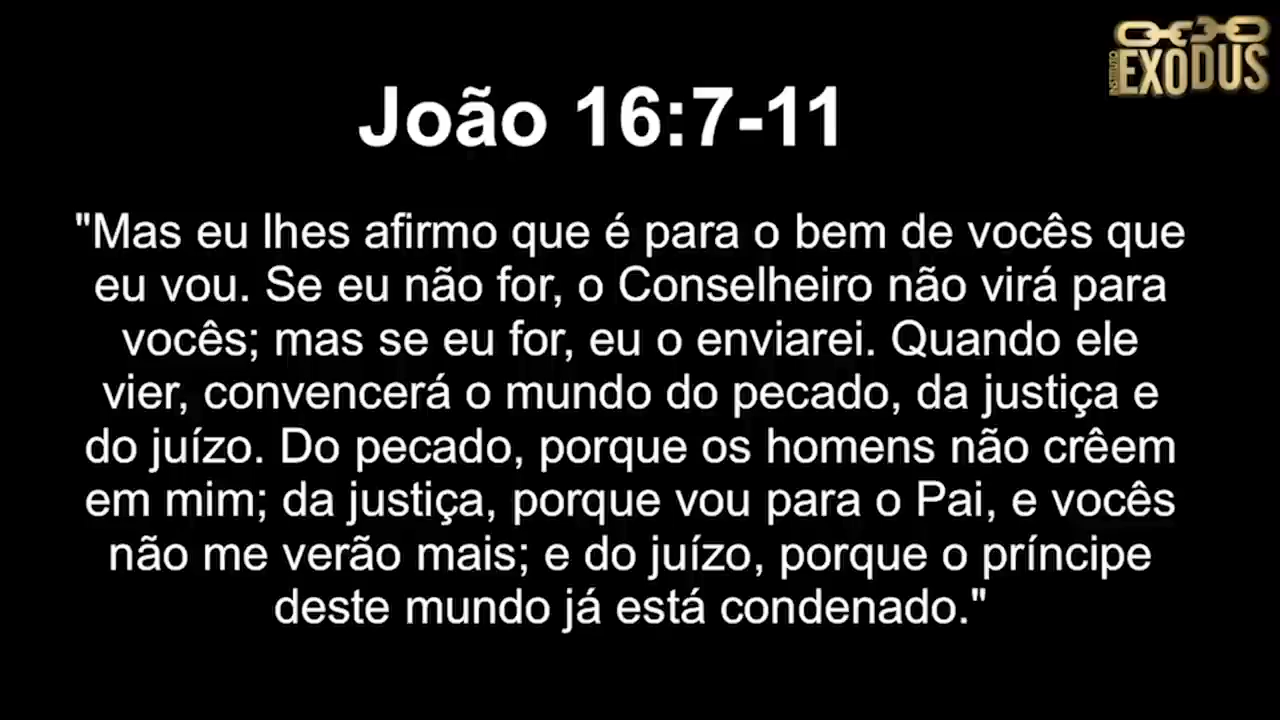 INSTITUTO
EXODUS
João 16:7-11
"Mas eu lhes afirmo que é para o bem de vocês que
eu vou. Se eu não for, o Conselheiro não virá para
vocês; mas se eu for, eu o enviarei. Quando ele
vier, convencerá o mundo do pecado, da justiça e
do juízo. Do pecado, porque os homens não crêem
em mim; da justiça, porque vou para o Pai, e vocês
não me verão mais; e do juízo, porque o príncipe
deste mundo já está condenado."